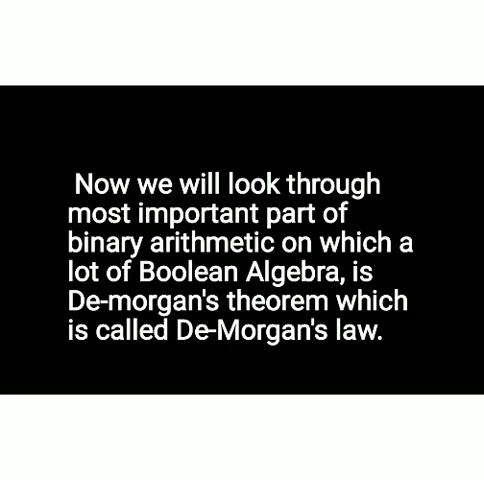 Now we will look through
most important part of
binary arithmetic on which a
lot of Boolean Algebra, is
De-morgan's theorem which
is called De-Morgan's law.